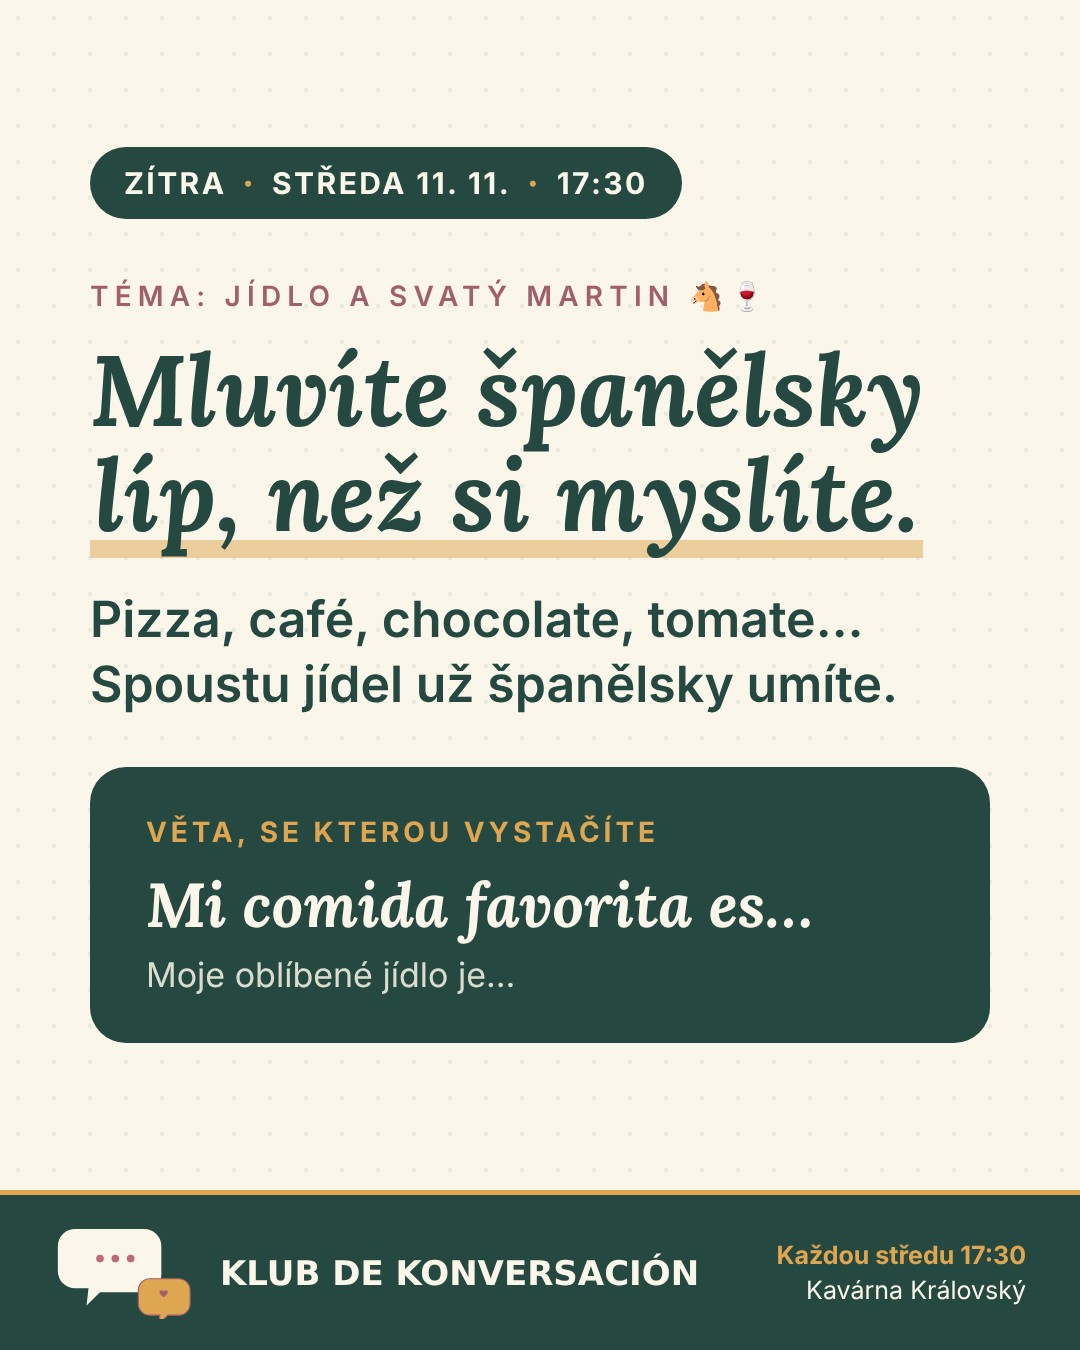 ZÍTRA · STŘEDA 11. 11. · 17:30
TÉMA: JÍDLO A SVATÝ MARTIN 🐴🍷
Mluvíte španělsky
líp, než si myslíte.
Pizza, café, chocolate, tomate…
Spoustu jídel už španělsky umíte.
VĚTA, SE KTEROU VYSTAČÍTE
Mi comida favorita es…
Moje oblíbené jídlo je…
KLUB DE KONVERSACIÓN
Každou středu 17:30
Kavárna Královský